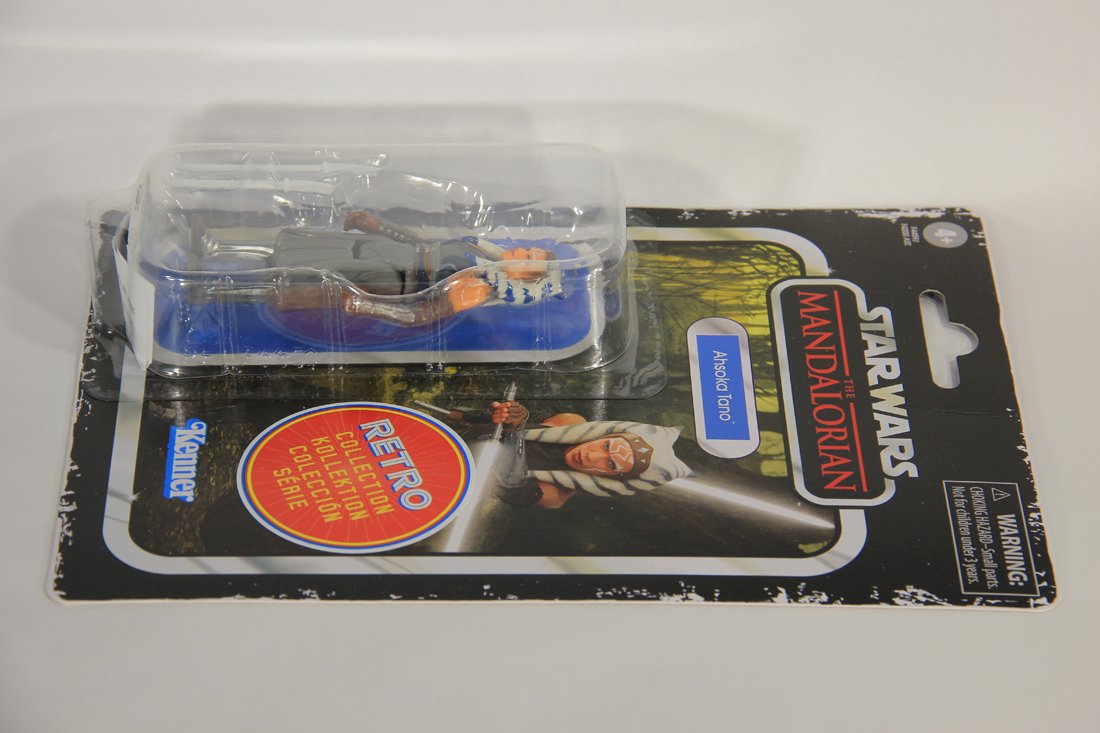 4+
STAR WARS
THE
MANDALORIAN
Ahsoka Tano™
WARNING:
CHOKING HAZARD–Small parts.
Not for children under 3 years.
RETRO
COLLECTION
KOLLEKTION
COLECCIÓN
SÉRIE
Kenner